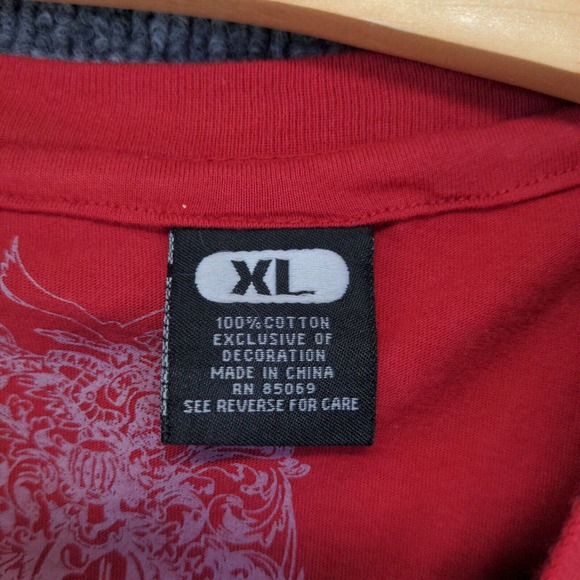 XL
100% COTTON
EXCLUSIVE OF
DECORATION
MADE IN CHINA
RN 85069
SEE REVERSE FOR CARE